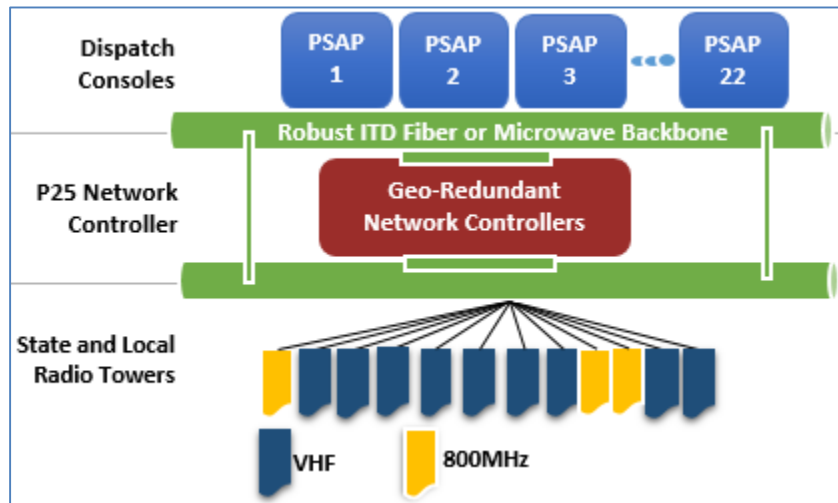 Dispatch
Consoles
PSAP
1
PSAP
2
PSAP
3
PSAP
22
Robust ITD Fiber or Microwave Backbone
P25 Network
Controller
Geo-Redundant
Network Controllers
State and Local
Radio Towers
VHF
800MHz